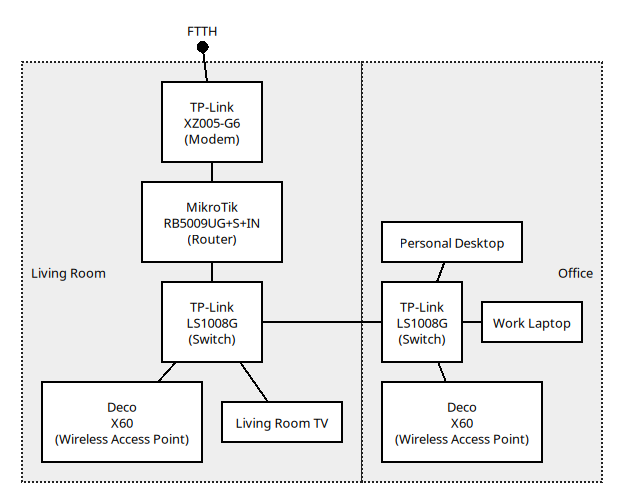 FTTH
TP-Link
XZ005-G6
(Modem)
MikroTik
RB5009UG+S+IN
(Router)
Living Room
TP-Link
LS1008G
(Switch)
Deco
X60
(Wireless Access Point)
Living Room TV
Personal Desktop
Office
TP-Link
LS1008G
(Switch)
Work Laptop
Deco
X60
(Wireless Access Point)